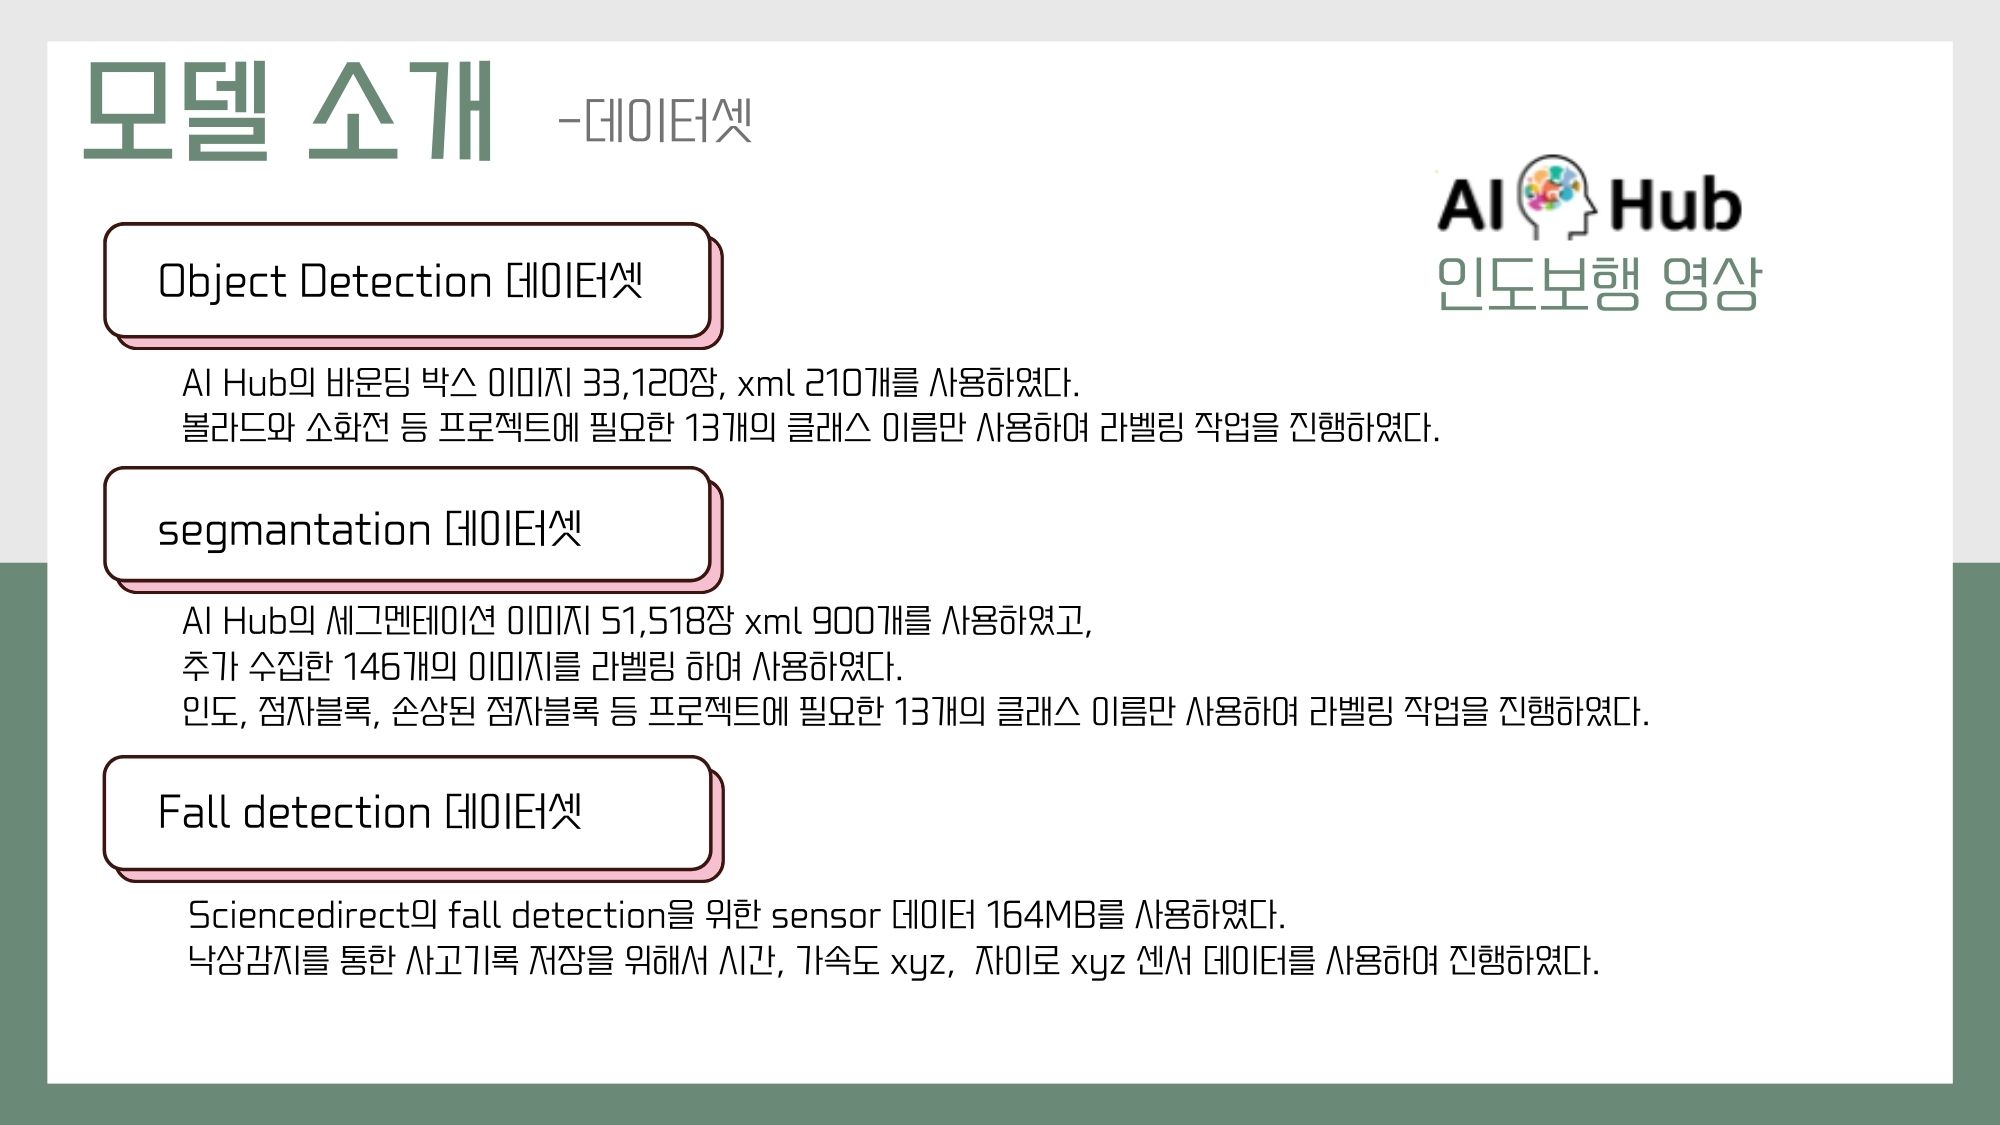 모델 소개 -데이터셋
AI Hub
인도보행 영상
Object Detection 데이터셋
AI Hub의 바운딩 박스 이미지 33,120장, xml 210개를 사용하였다.
볼라드와 소화전 등 프로젝트에 필요한 13개의 클래스 이름만 사용하여 라벨링 작업을 진행하였다.
segmantation 데이터셋
AI Hub의 세그멘테이션 이미지 51,518장 xml 900개를 사용하였고,
추가 수집한 146개의 이미지를 라벨링 하여 사용하였다.
인도, 점자블록, 손상된 점자블록 등 프로젝트에 필요한 13개의 클래스 이름만 사용하여 라벨링 작업을 진행하였다.
Fall detection 데이터셋
Sciencedirect의 fall detection을 위한 sensor 데이터 164MB를 사용하였다.
낙상감지를 통한 사고기록 저장을 위해서 시간, 가속도 xyz, 자이로 xyz 센서 데이터를 사용하여 진행하였다.